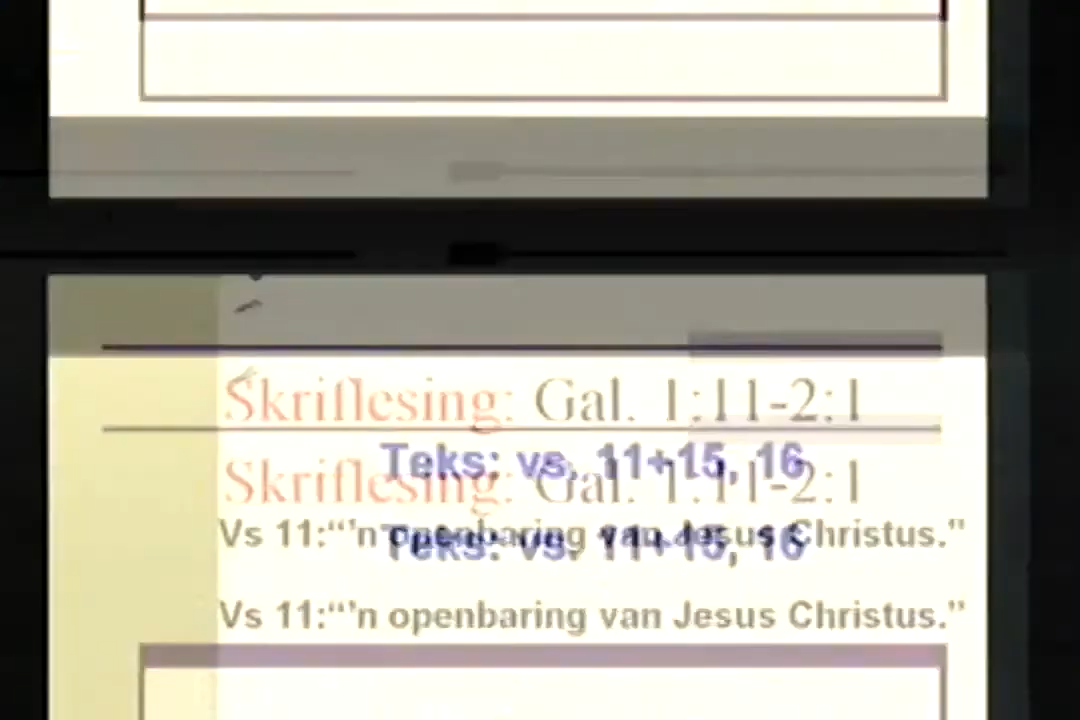 Skriflesing: Gal. 1:11-2:1
Teks: vs. 11+15, 16
Skriflesing: Gal. 1:11-2:1
Vs 11:“’n openbaring van Jesus Christus.”
Teks: vs. 11+15, 16
Vs 11:“’n openbaring van Jesus Christus.”